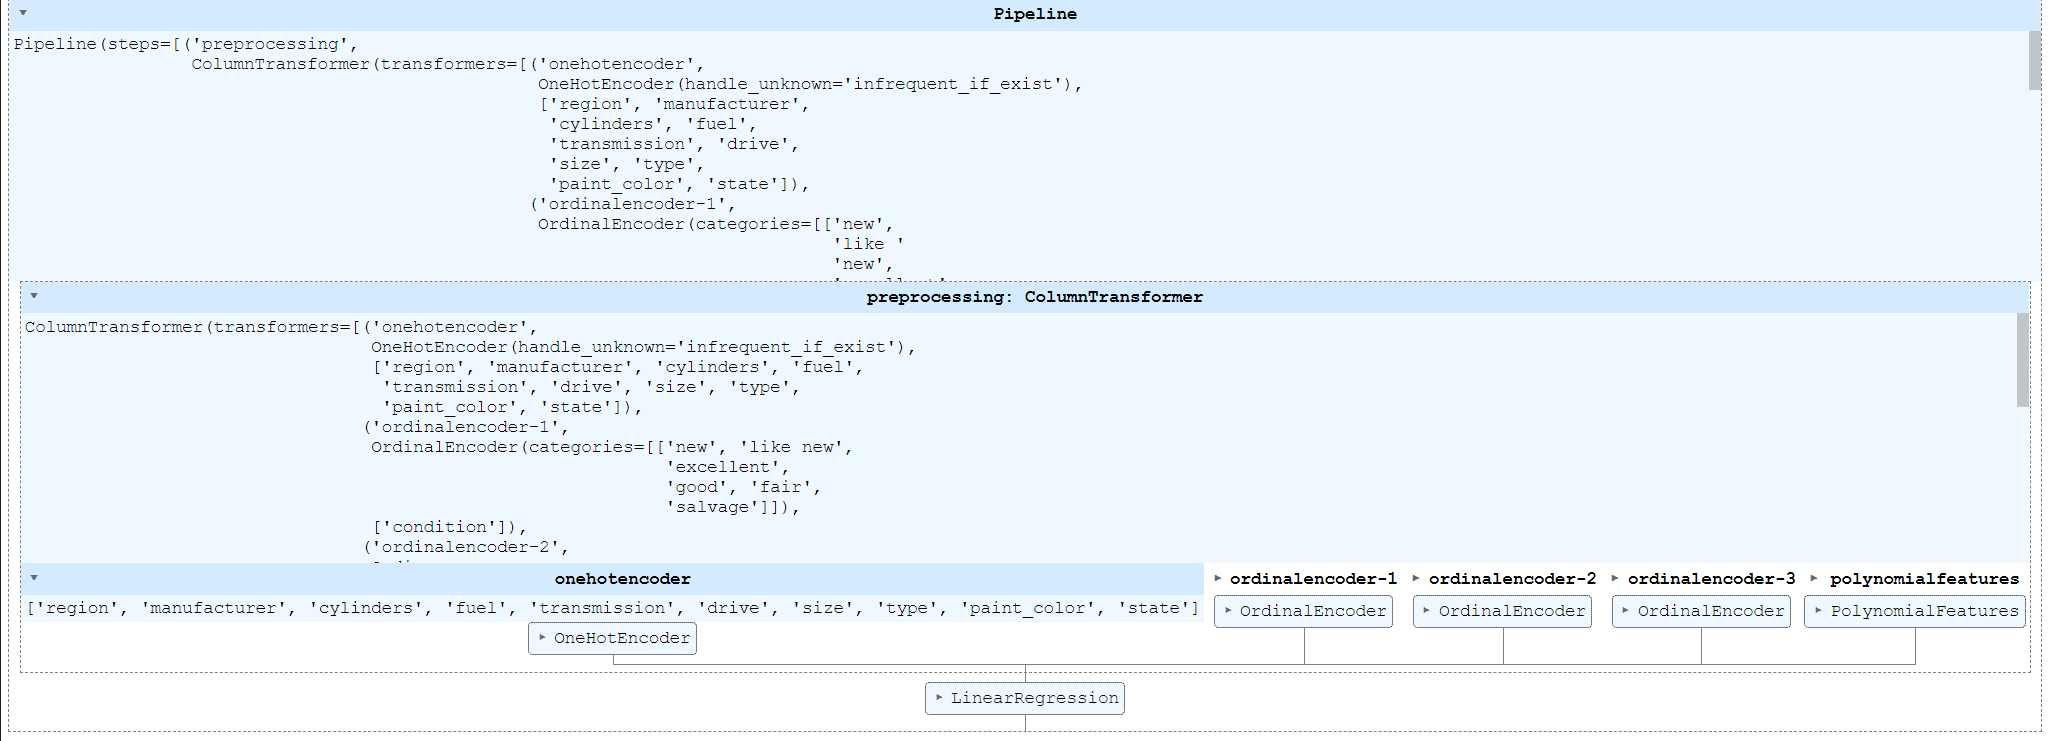 Pipeline
Pipeline(steps=[('preprocessing',
ColumnTransformer(transformers=[('onehotencoder',
OneHotEncoder(handle_unknown='infrequent_if_exist'),
['region', 'manufacturer',
'cylinders', 'fuel',
'transmission', 'drive',
'size', 'type',
'paint_color', 'state']),
('ordinalencoder-1',
OrdinalEncoder(categories=[['new',
'like '
'new',
preprocessing: ColumnTransformer
ColumnTransformer(transformers=[('onehotencoder',
OneHotEncoder(handle_unknown='infrequent_if_exist'),
['region', 'manufacturer', 'cylinders', 'fuel',
'transmission', 'drive', 'size', 'type',
'paint_color', 'state']),
('ordinalencoder-1',
OrdinalEncoder(categories=[['new', 'like new',
'excellent',
'good', 'fair',
'salvage']]),
['condition']),
('ordinalencoder-2',
onehotencoder
['region', 'manufacturer', 'cylinders', 'fuel', 'transmission', 'drive', 'size', 'type', 'paint_color', 'state']
OneHotEncoder
ordinalencoder-1
OrdinalEncoder
ordinalencoder-2
OrdinalEncoder
ordinalencoder-3
OrdinalEncoder
polynomialfeatures
PolynomialFeatures
LinearRegression